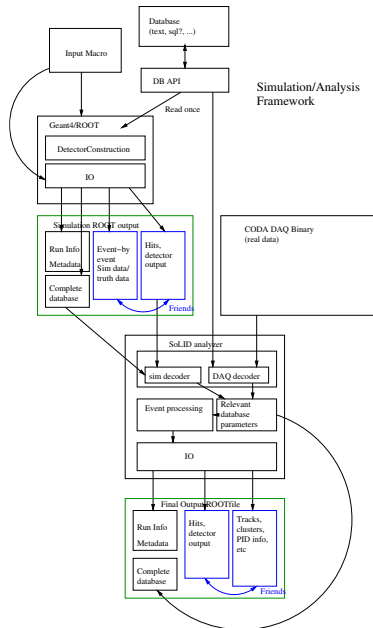 Database
(text, sql?, ...)
Input Macro
DB API
Simulation/Analysis
Framework
Read once
Geant4/ROOT
DetectorConstruction
IO
Simulation ROOT output
Run Info
Metadata
Event-by
event
Sim data/
truth data
Hits,
detector
output
Complete
database
Friends
CODA DAQ Binary
(real data)
SoLID analyzer
sim decoder
DAQ decoder
Event processing
Relevant
database
parameters
IO
Final Output ROOTfile
Run Info
Metadata
Hits,
detector
output
Tracks,
clusters,
PID info,
etc
Complete
database
Friends